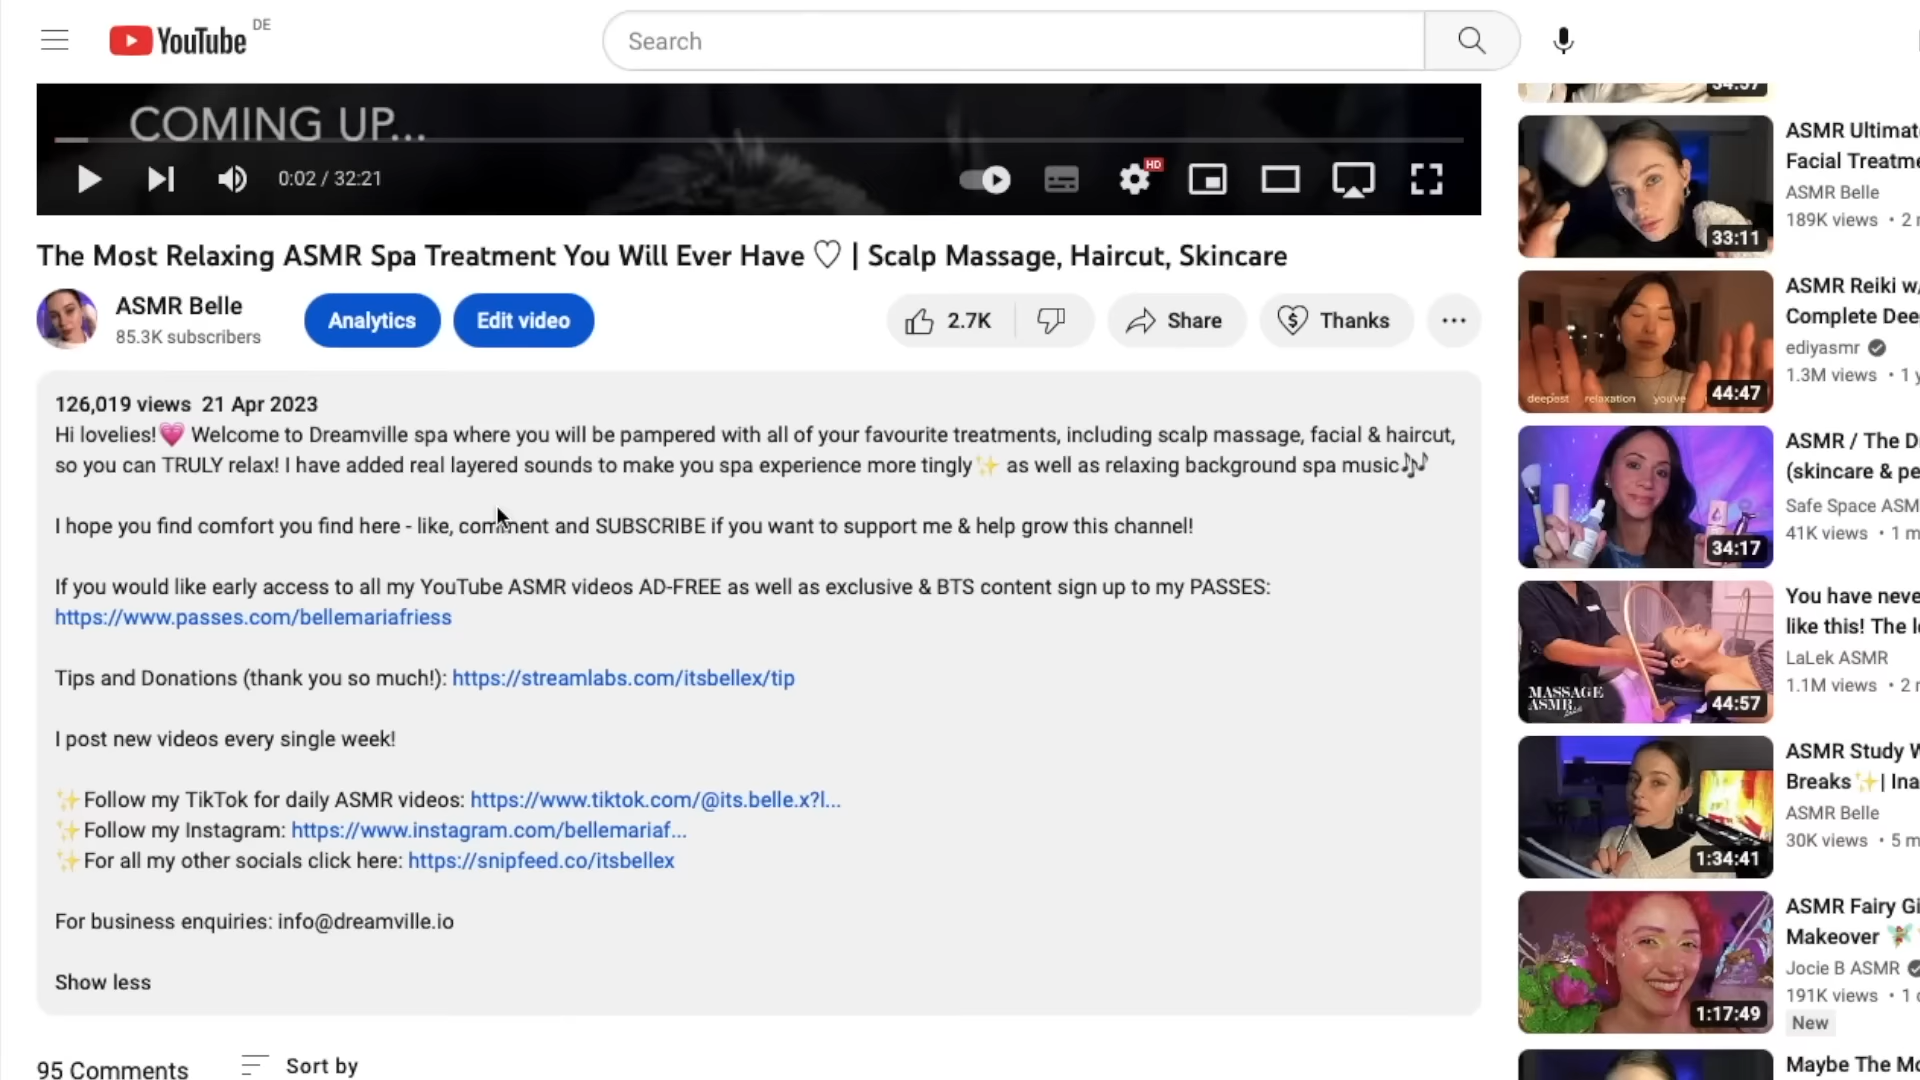 YouTube DE
Search
COMING UP...
0:02 / 32:21
HD
The Most Relaxing ASMR Spa Treatment You Will Ever Have ♡ | Scalp Massage, Haircut, Skincare
ASMR Belle
85.3K subscribers
Analytics
Edit video
2.7K
Share
Thanks
126,019 views 21 Apr 2023
Hi lovelies!💗 Welcome to Dreamville spa where you will be pampered with all of your favourite treatments, including scalp massage, facial & haircut,
so you can TRULY relax! I have added real layered sounds to make you spa experience more tingly✨ as well as relaxing background spa music🎶
I hope you find comfort you find here - like, comment and SUBSCRIBE if you want to support me & help grow this channel!
If you would like early access to all my YouTube ASMR videos AD-FREE as well as exclusive & BTS content sign up to my PASSES:
https://www.passes.com/bellemariafriess
Tips and Donations (thank you so much!): https://streamlabs.com/itsbellex/tip
I post new videos every single week!
✨Follow my TikTok for daily ASMR videos: https://www.tiktok.com/@its.belle.x?l...
✨Follow my Instagram: https://www.instagram.com/bellemariaf...
✨For all my other socials click here: https://snipfeed.co/itsbellex
For business enquiries: info@dreamville.io
Show less
95 Comments
Sort by
33:11
ASMR Ultimat
Facial Treatme
ASMR Belle
189K views • 2
44:47
deepest relaxation you've
ASMR Reiki w/
Complete Dee
ediyasmr
1.3M views • 1 y
34:17
ASMR / The D
(skincare & pe
Safe Space ASM
41K views • 1 m
MASSAGE
ASMR
44:57
You have neve
like this! The l
LaLek ASMR
1.1M views • 2
1:34:41
ASMR Study W
Breaks✨| Ina
ASMR Belle
30K views • 5 m
1:17:49
ASMR Fairy Gi
Makeover 🧚
Jocie B ASMR
191K views • 1
New
Maybe The Mo